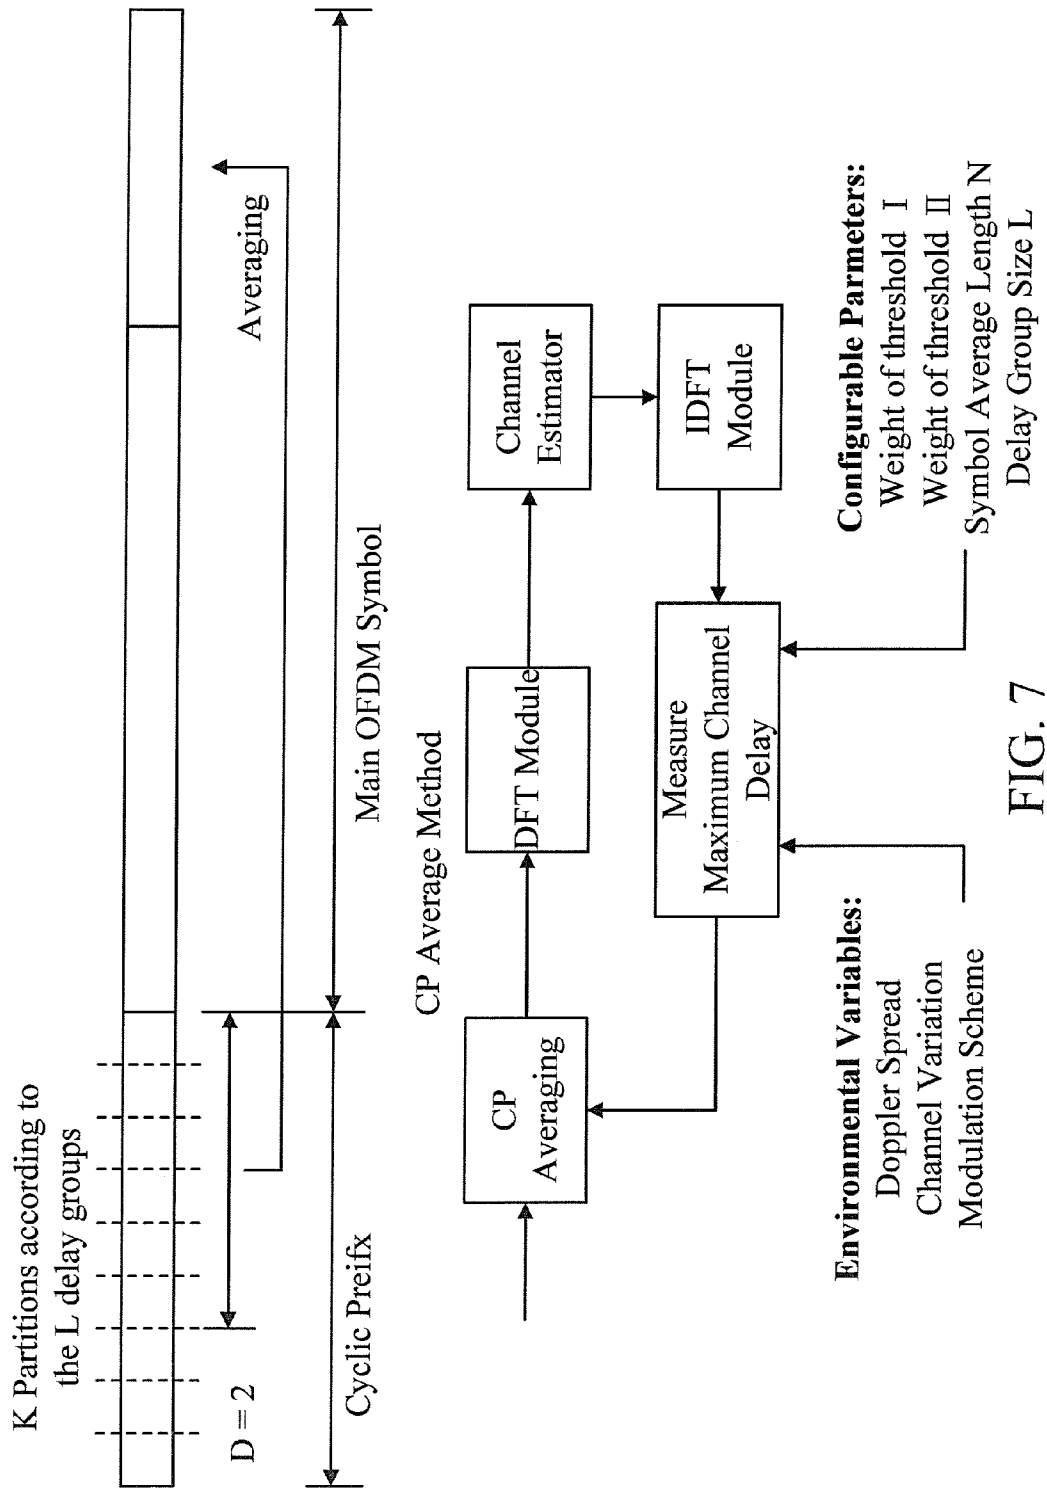 K Partitions according to
the L delay groups
D = 2
Averaging
Cyclic Preifx
Main OFDM Symbol
CP Average Method
CP
Averaging
DFT Module
Channel
Estimator
Measure
Maximum Channel
Delay
IDFT
Module
Environmental Variables:
Doppler Spread
Channel Variation
Modulation Scheme
Configurable Parmeters:
Weight of threshold I
Weight of threshold II
Symbol Average Length N
Delay Group Size L
FIG. 7